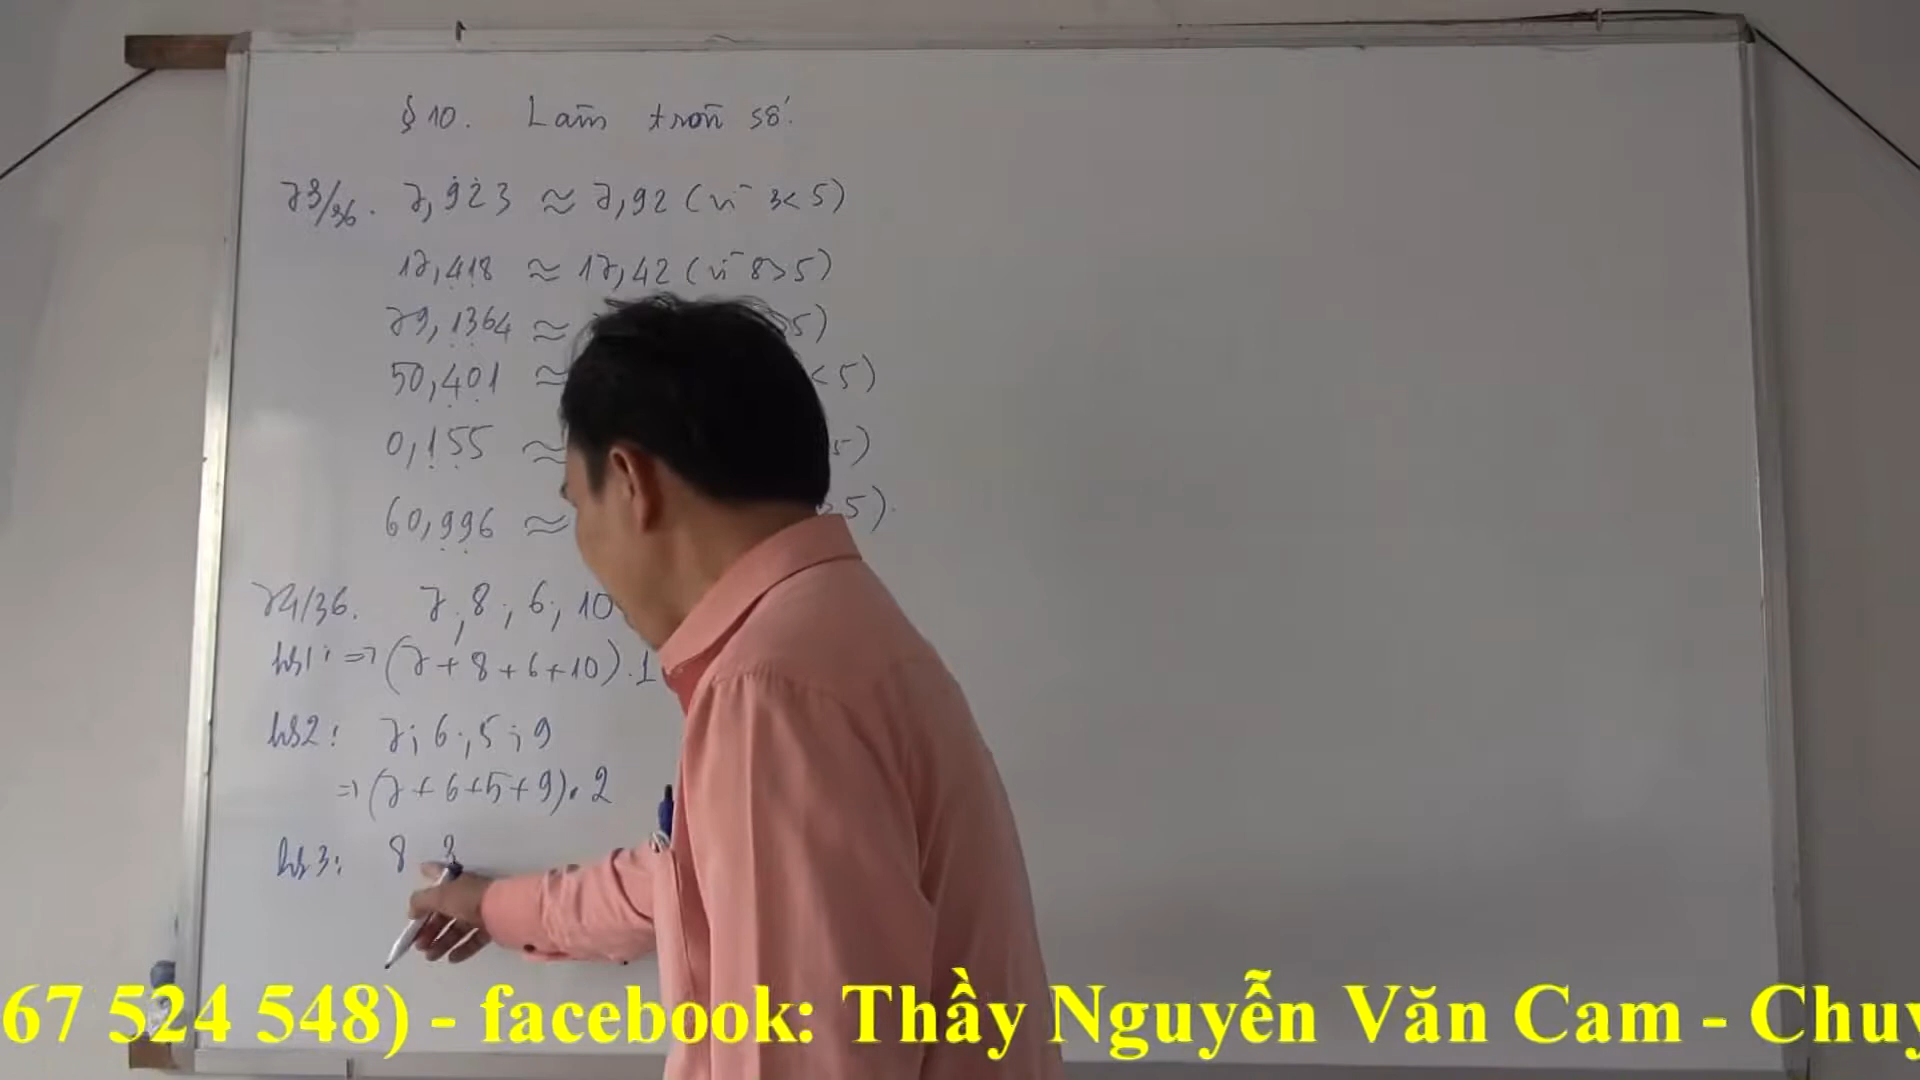 §10. Làm tròn số.
73/36. 7,923 ≈ 7,92 (vì 3<5)
17,418 ≈ 17,42 (vì 8>5)
79,1364 ≈ 5)
50,401 ≈ <5)
0,155 ≈ 5)
60,996 ≈ >5).
74/36. 7; 8; 6; 10
hs1: => (7+8+6+10).1
hs2: 7; 6; 5; 9
=> (7+6+5+9).2
hs3: 8 3
67 524 548) - facebook: Thầy Nguyễn Văn Cam - Chuy